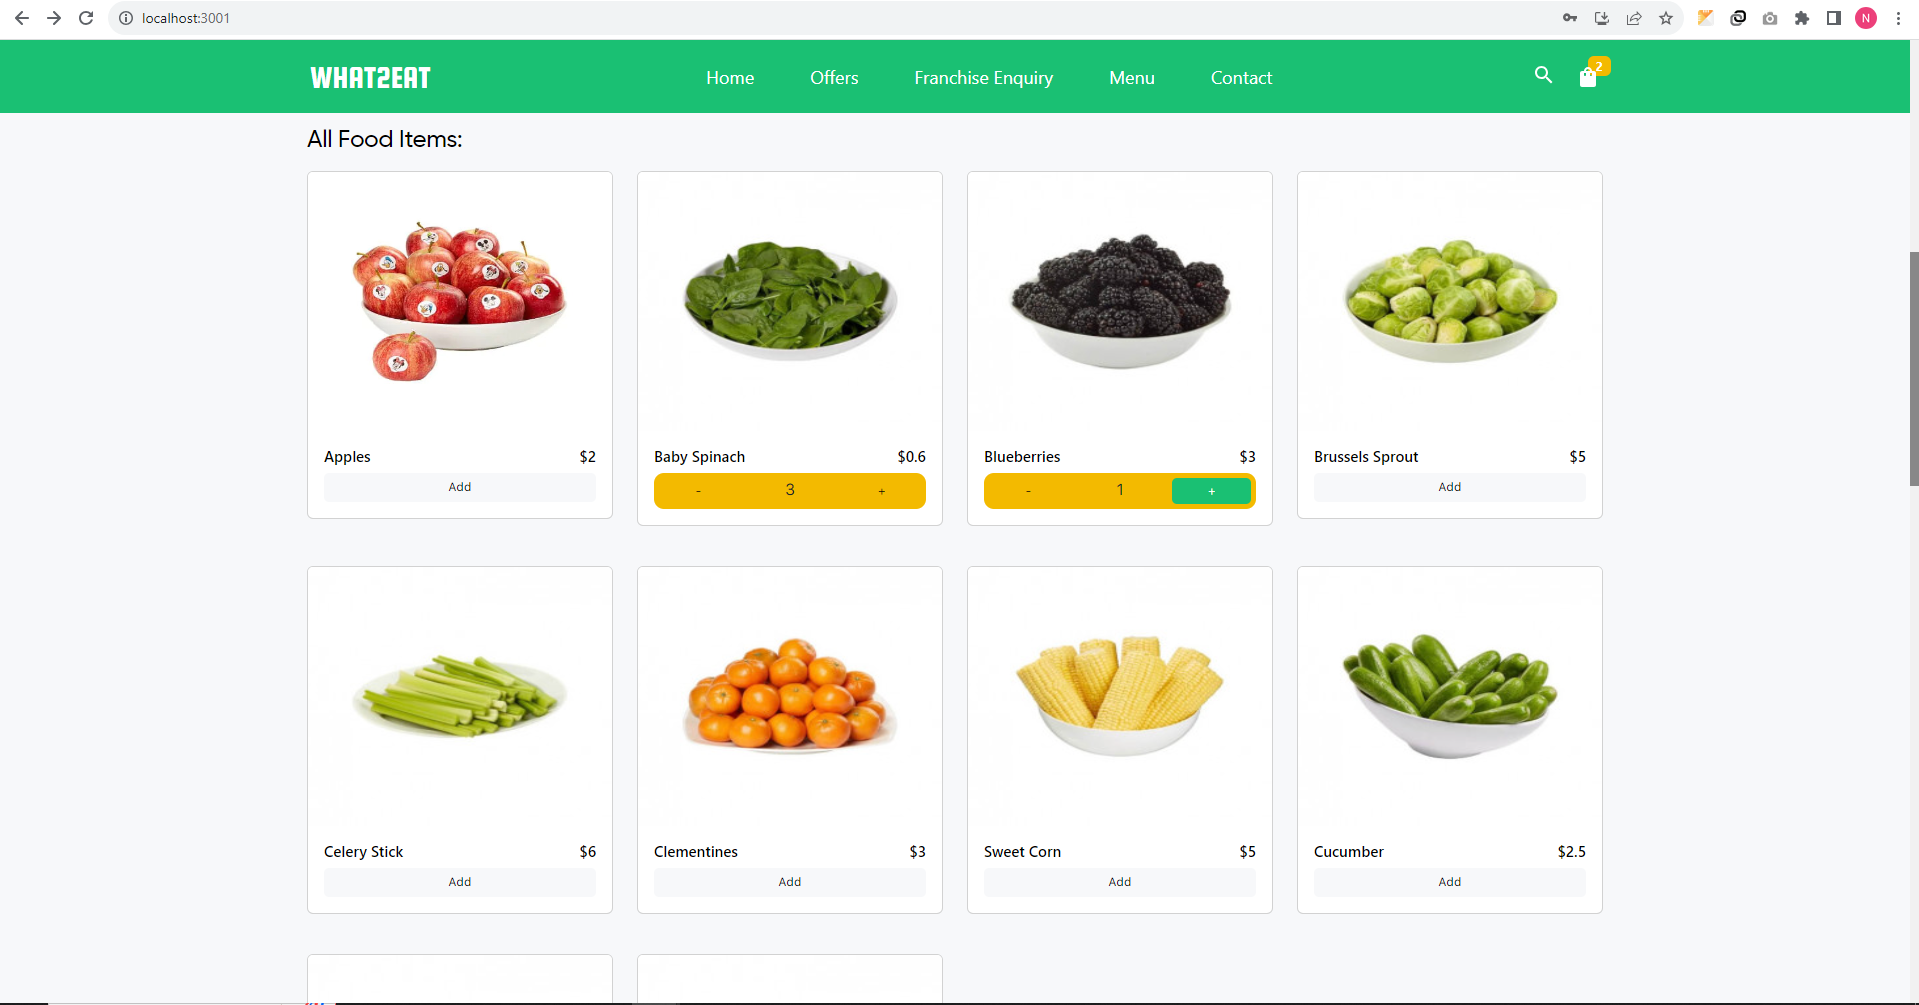 localhost:3001
N
WHAT2EAT
Home Offers Franchise Enquiry Menu Contact
2
All Food Items:
Apples $2
Add
Baby Spinach $0.6
- 3 +
Blueberries $3
- 1 +
Brussels Sprout $5
Add
Celery Stick $6
Add
Clementines $3
Add
Sweet Corn $5
Add
Cucumber $2.5
Add